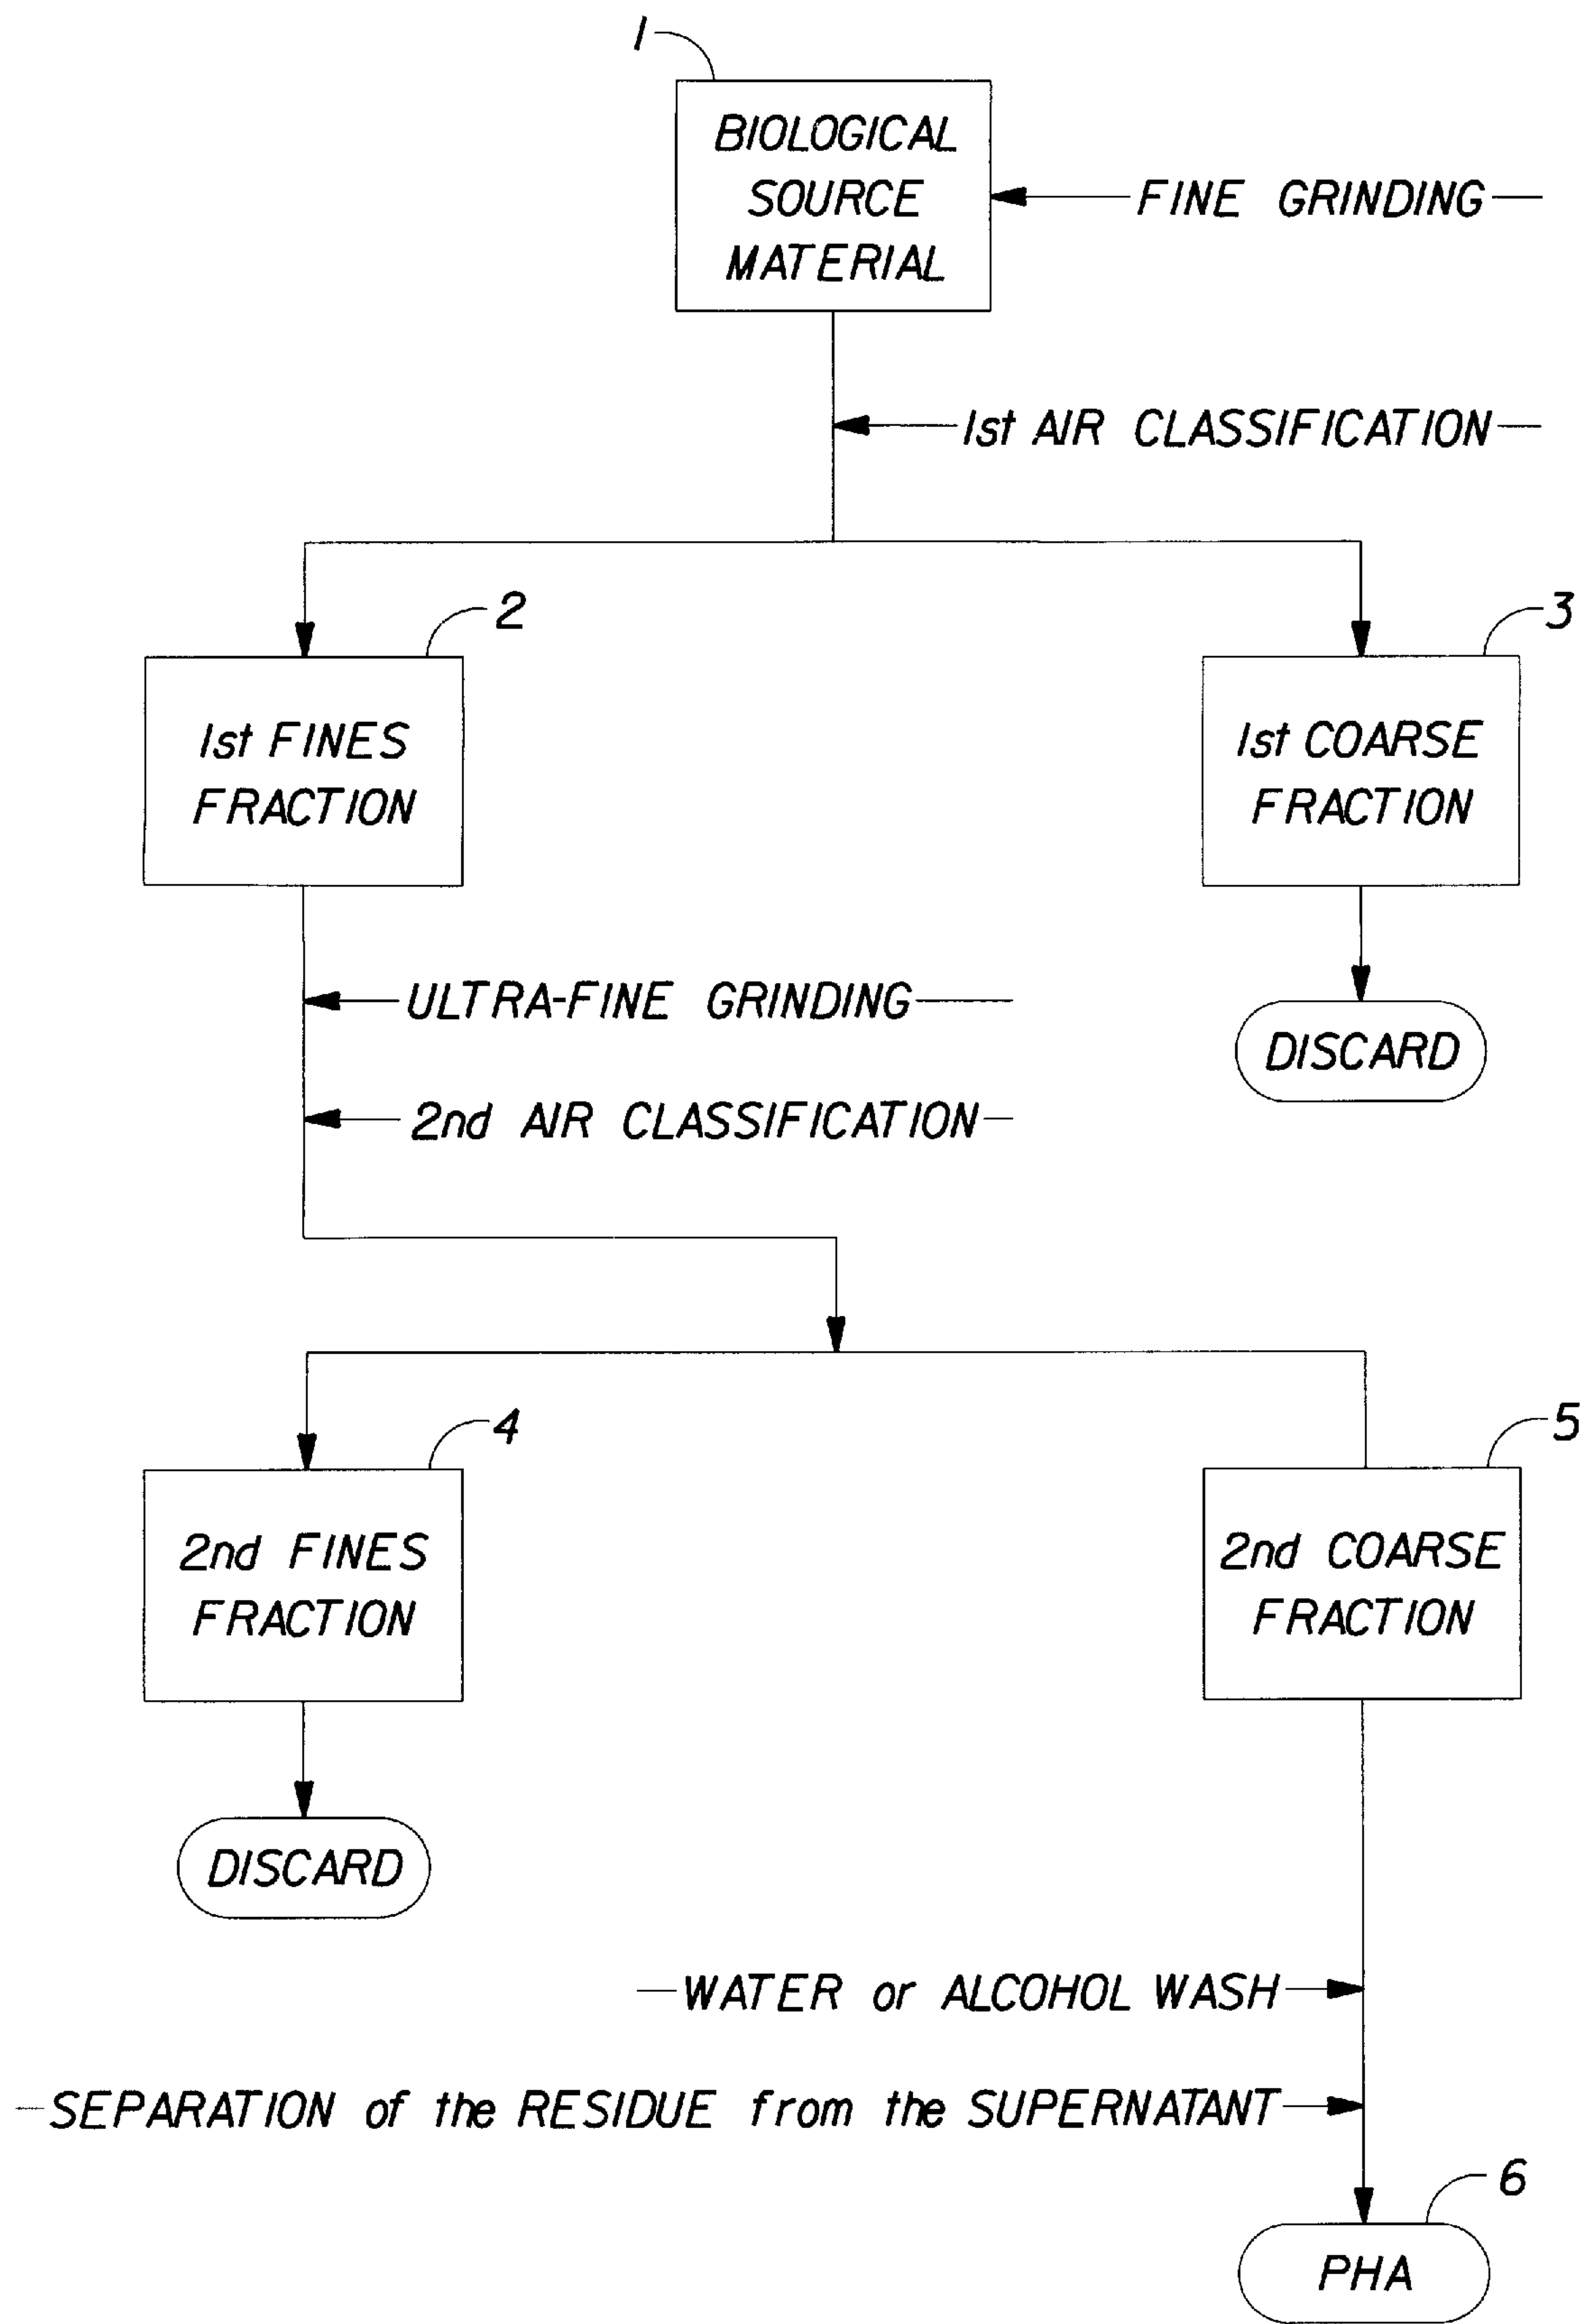 1
BIOLOGICAL
SOURCE
MATERIAL
FINE GRINDING
1st AIR CLASSIFICATION
2
3
1st FINES
FRACTION
1st COARSE
FRACTION
ULTRA-FINE GRINDING
DISCARD
2nd AIR CLASSIFICATION
4
5
2nd FINES
FRACTION
2nd COARSE
FRACTION
DISCARD
WATER or ALCOHOL WASH
SEPARATION of the RESIDUE from the SUPERNATANT
6
PHA